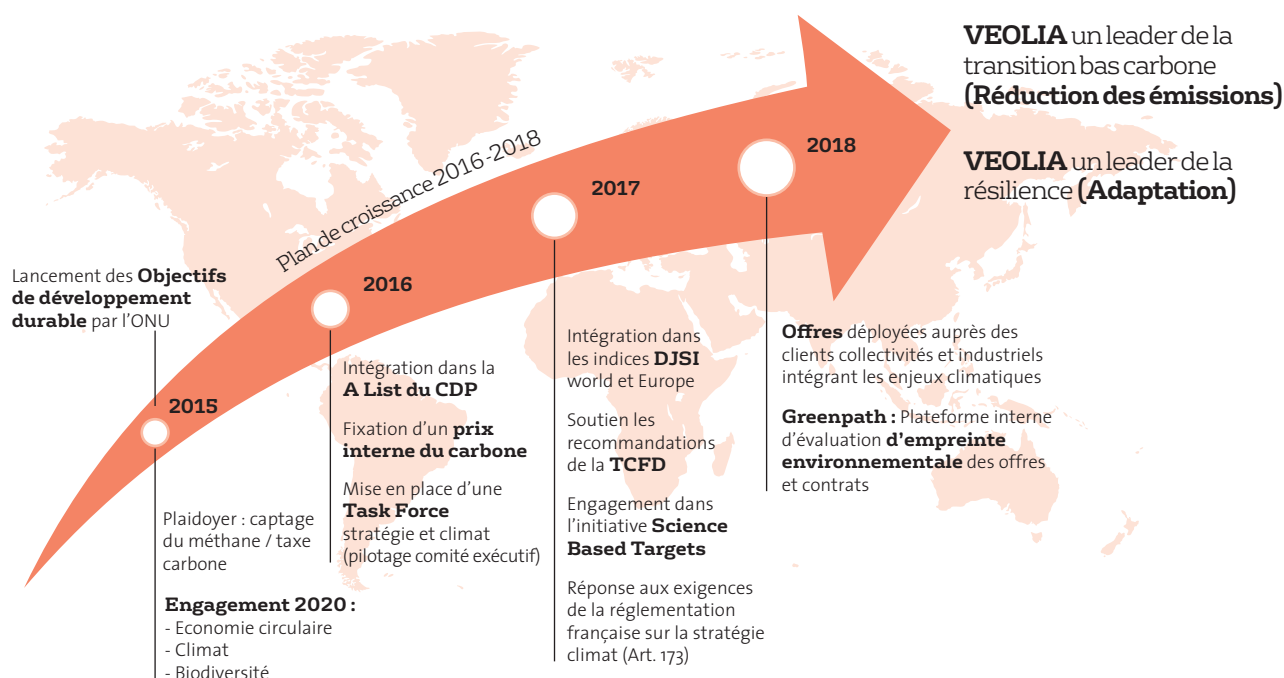 VEOLIA un leader de la
transition bas carbone
(Réduction des émissions)
VEOLIA un leader de la
résilience (Adaptation)
Plan de croissance 2016-2018
Lancement des Objectifs
de développement
durable par l'ONU
2015
Plaidoyer : captage
du méthane / taxe
carbone
Engagement 2020 :
- Economie circulaire
- Climat
- Biodiversité
2016
Intégration dans la
A List du CDP
Fixation d'un prix
interne du carbone
Mise en place d'une
Task Force
stratégie et climat
(pilotage comité exécutif)
2017
Intégration dans
les indices DJSI
world et Europe
Soutien les
recommandations
de la TCFD
Engagement dans
l'initiative Science
Based Targets
Réponse aux exigences
de la réglementation
française sur la stratégie
climat (Art. 173)
2018
Offres déployées auprès des
clients collectivités et industriels
intégrant les enjeux climatiques
Greenpath : Plateforme interne
d'évaluation d'empreinte
environnementale des offres
et contrats